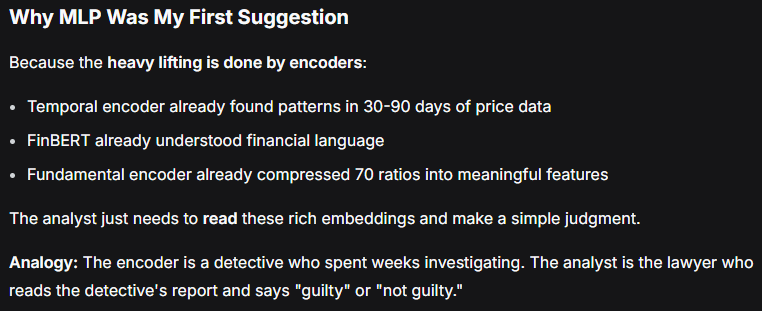 Why MLP Was My First Suggestion
Because the heavy lifting is done by encoders:
• Temporal encoder already found patterns in 30-90 days of price data
• FinBERT already understood financial language
• Fundamental encoder already compressed 70 ratios into meaningful features
The analyst just needs to read these rich embeddings and make a simple judgment.
Analogy: The encoder is a detective who spent weeks investigating. The analyst is the lawyer who
reads the detective's report and says "guilty" or "not guilty."